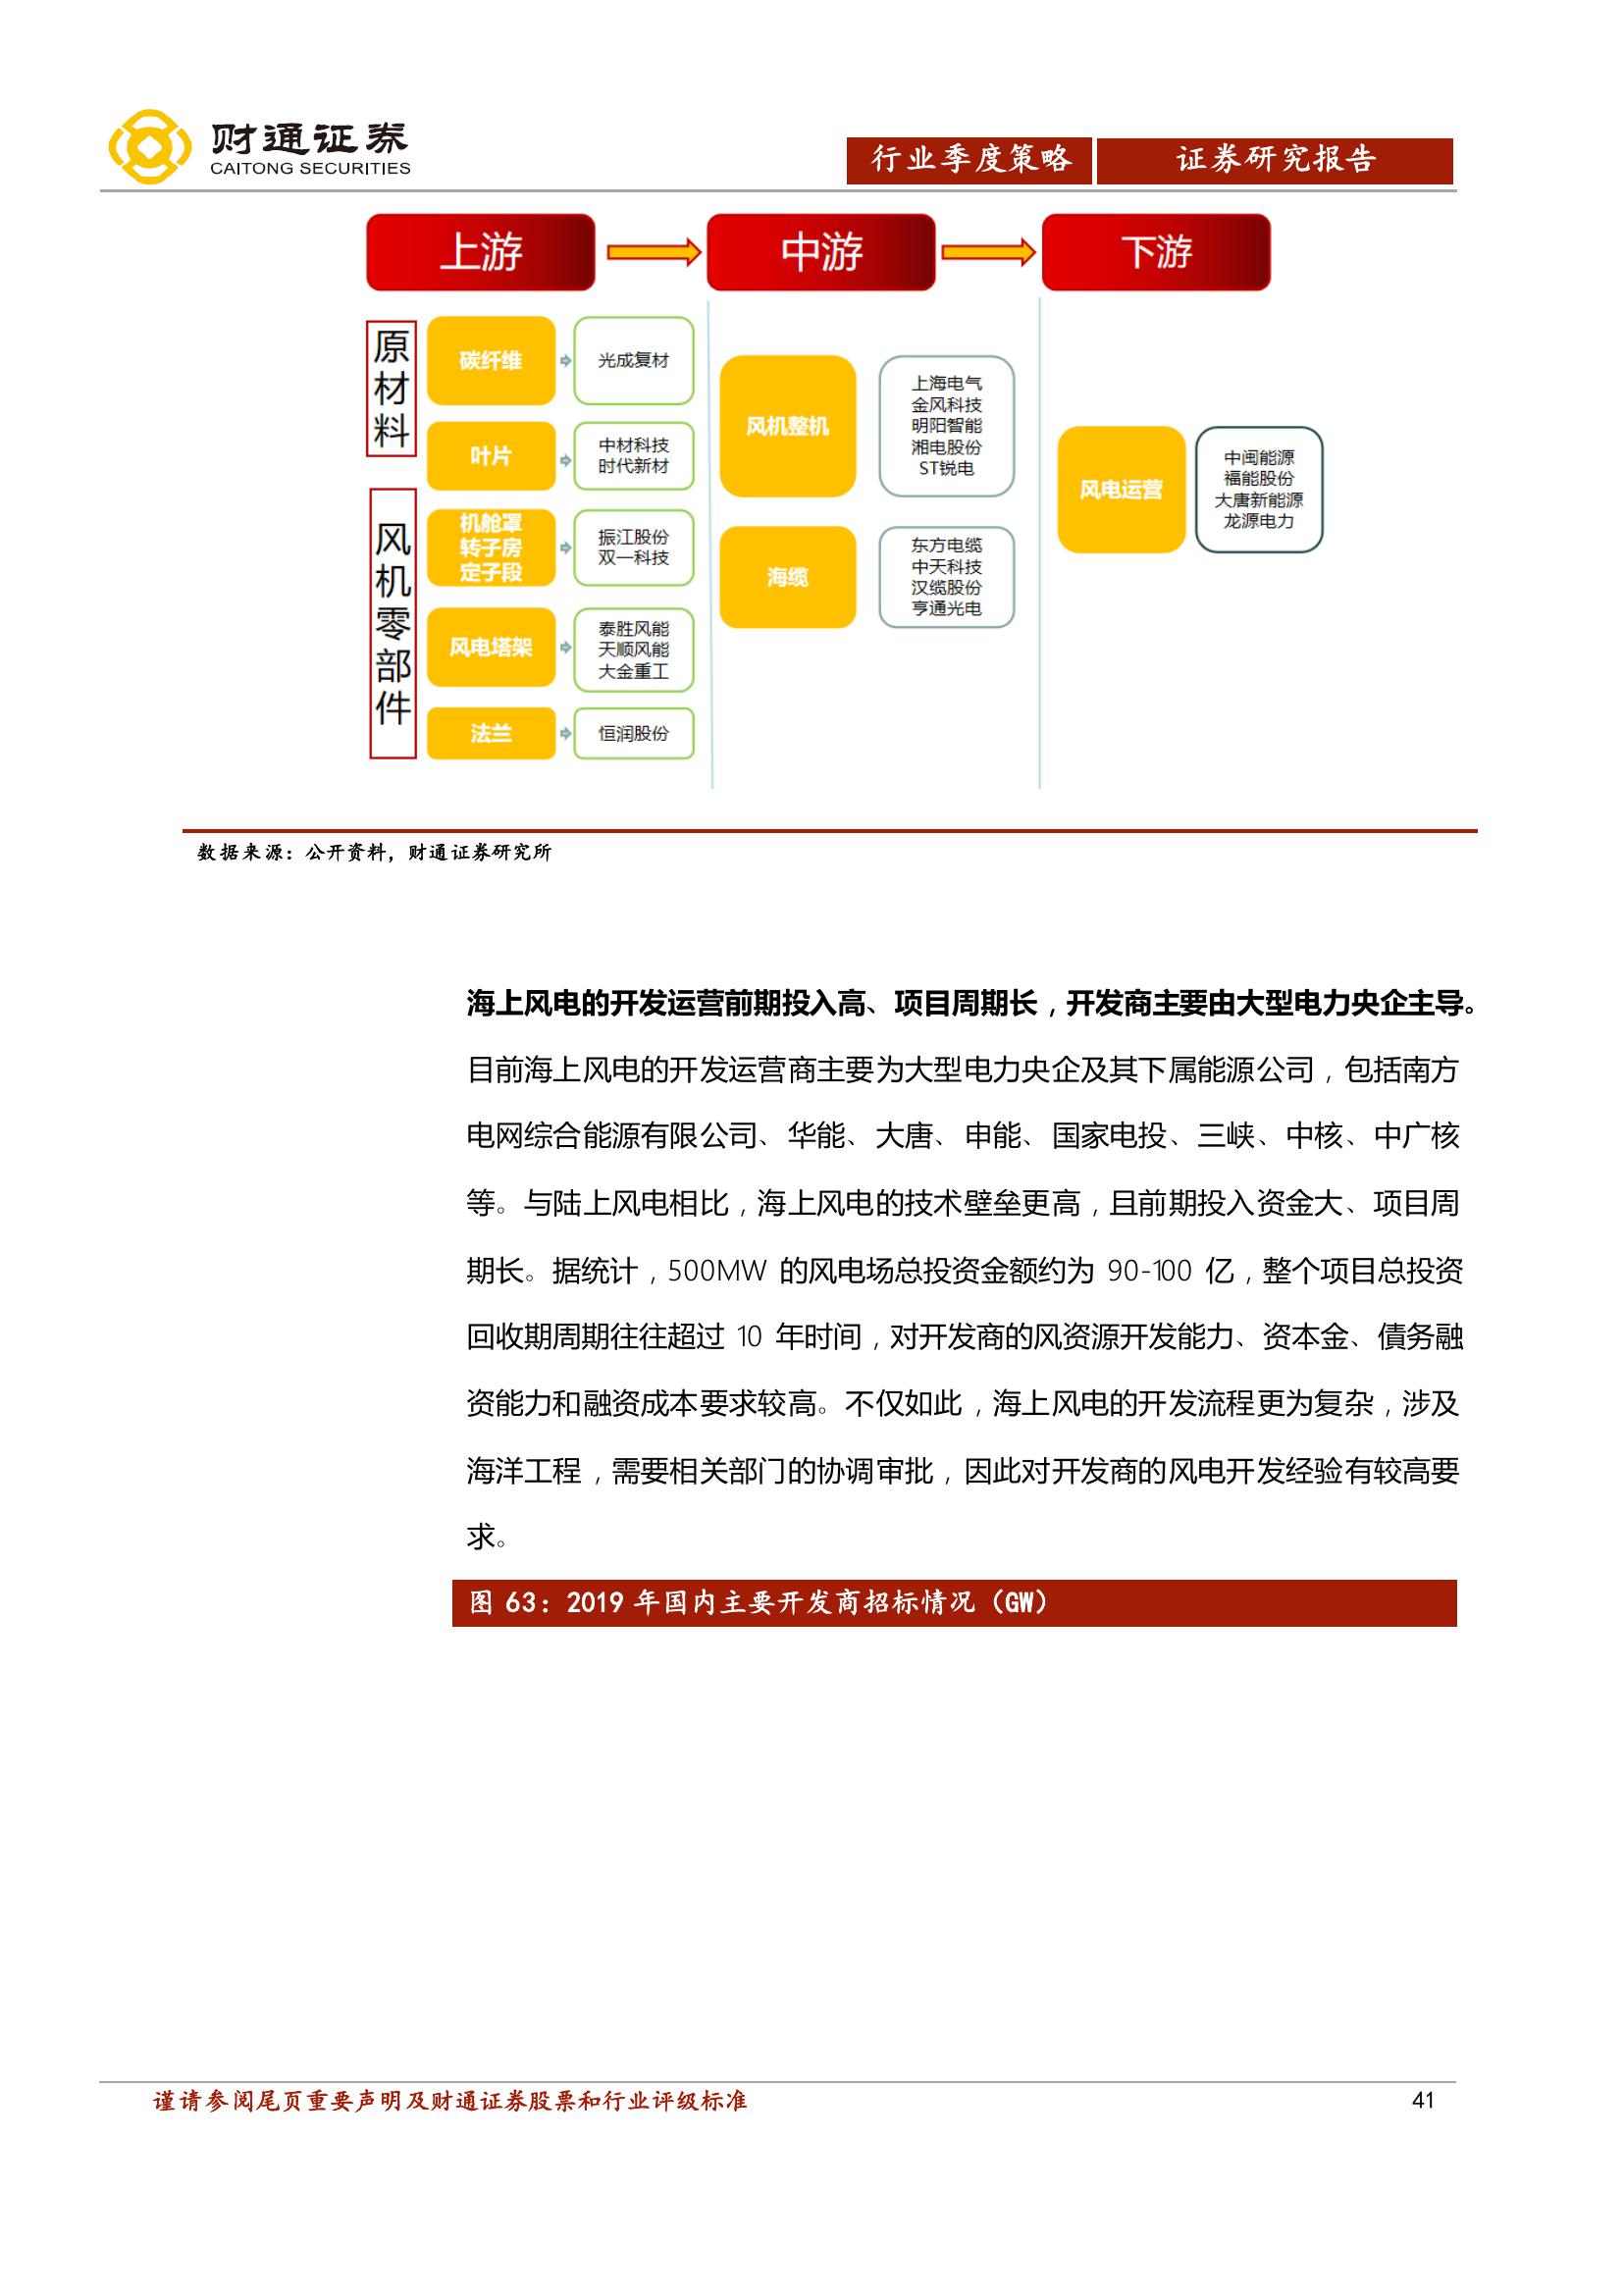 财通证券
CAITONG SECURITIES
行业季度策略
证券研究报告
上游
中游
下游
原材料
碳纤维
光成复材
叶片
中材科技
时代新材
风机零部件
机舱罩
转子房
定子段
振江股份
双一科技
风电塔架
泰胜风能
天顺风能
大金重工
法兰
恒润股份
风机整机
上海电气
金风科技
明阳智能
湘电股份
ST锐电
海缆
东方电缆
中天科技
汉缆股份
亨通光电
风电运营
中闽能源
福能股份
大唐新能源
龙源电力
数据来源：公开资料，财通证券研究所
海上风电的开发运营前期投入高、项目周期长，开发商主要由大型电力央企主导。
目前海上风电的开发运营商主要为大型电力央企及其下属能源公司，包括南方
电网综合能源有限公司、华能、大唐、申能、国家电投、三峡、中核、中广核
等。与陆上风电相比，海上风电的技术壁垒更高，且前期投入资金大、项目周
期长。据统计，500MW 的风电场总投资金额约为 90-100 亿，整个项目总投资
回收期周期往往超过 10 年时间，对开发商的风资源开发能力、资本金、債务融
资能力和融资成本要求较高。不仅如此，海上风电的开发流程更为复杂，涉及
海洋工程，需要相关部门的协调审批，因此对开发商的风电开发经验有较高要
求。
图 63：2019 年国内主要开发商招标情况（GW）
谨请参阅尾页重要声明及财通证券股票和行业评级标准
41